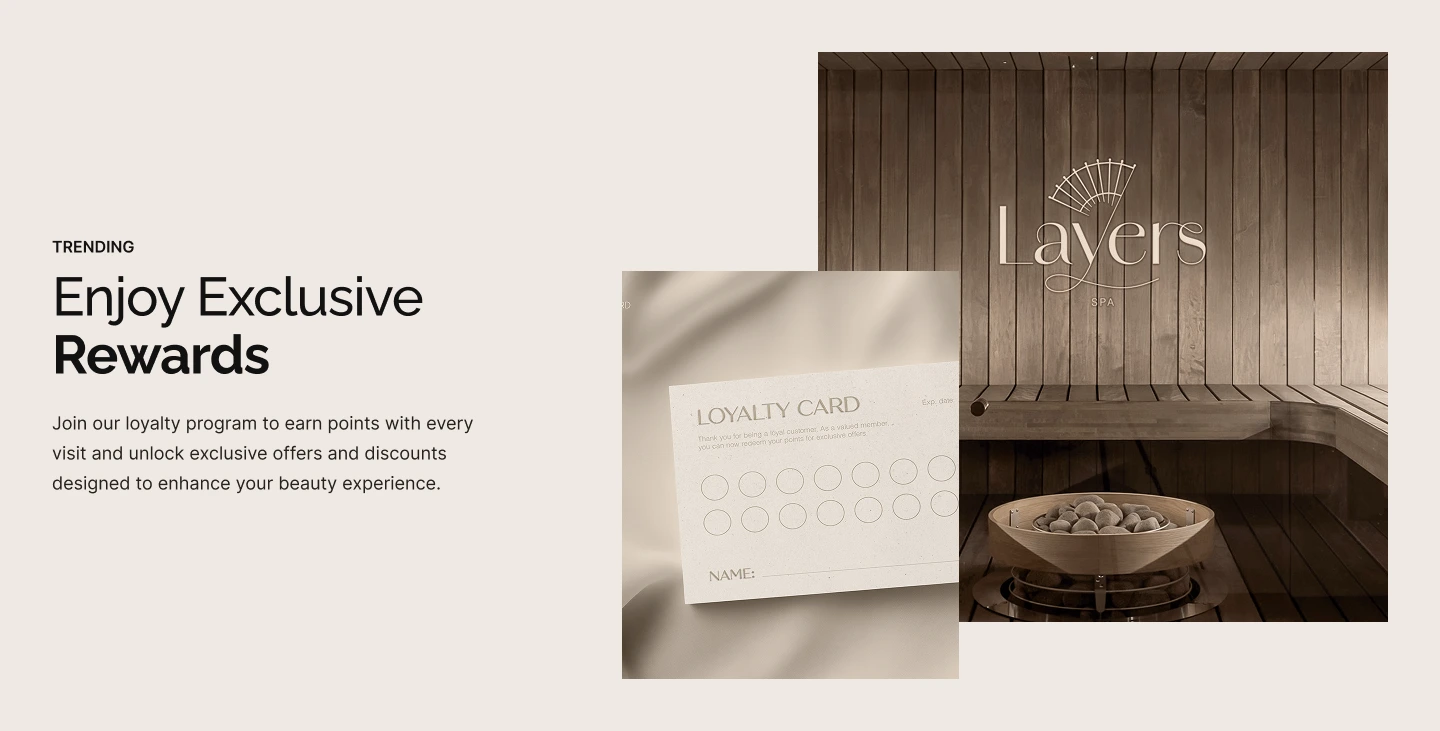 TRENDING
Enjoy Exclusive
Rewards
Join our loyalty program to earn points with every
visit and unlock exclusive offers and discounts
designed to enhance your beauty experience.
Layers
SPA
RD
LOYALTY CARD
Exp. date:
Thank you for being a loyal customer. As a valued member,
you can now redeem your points for exclusive offers.
NAME: